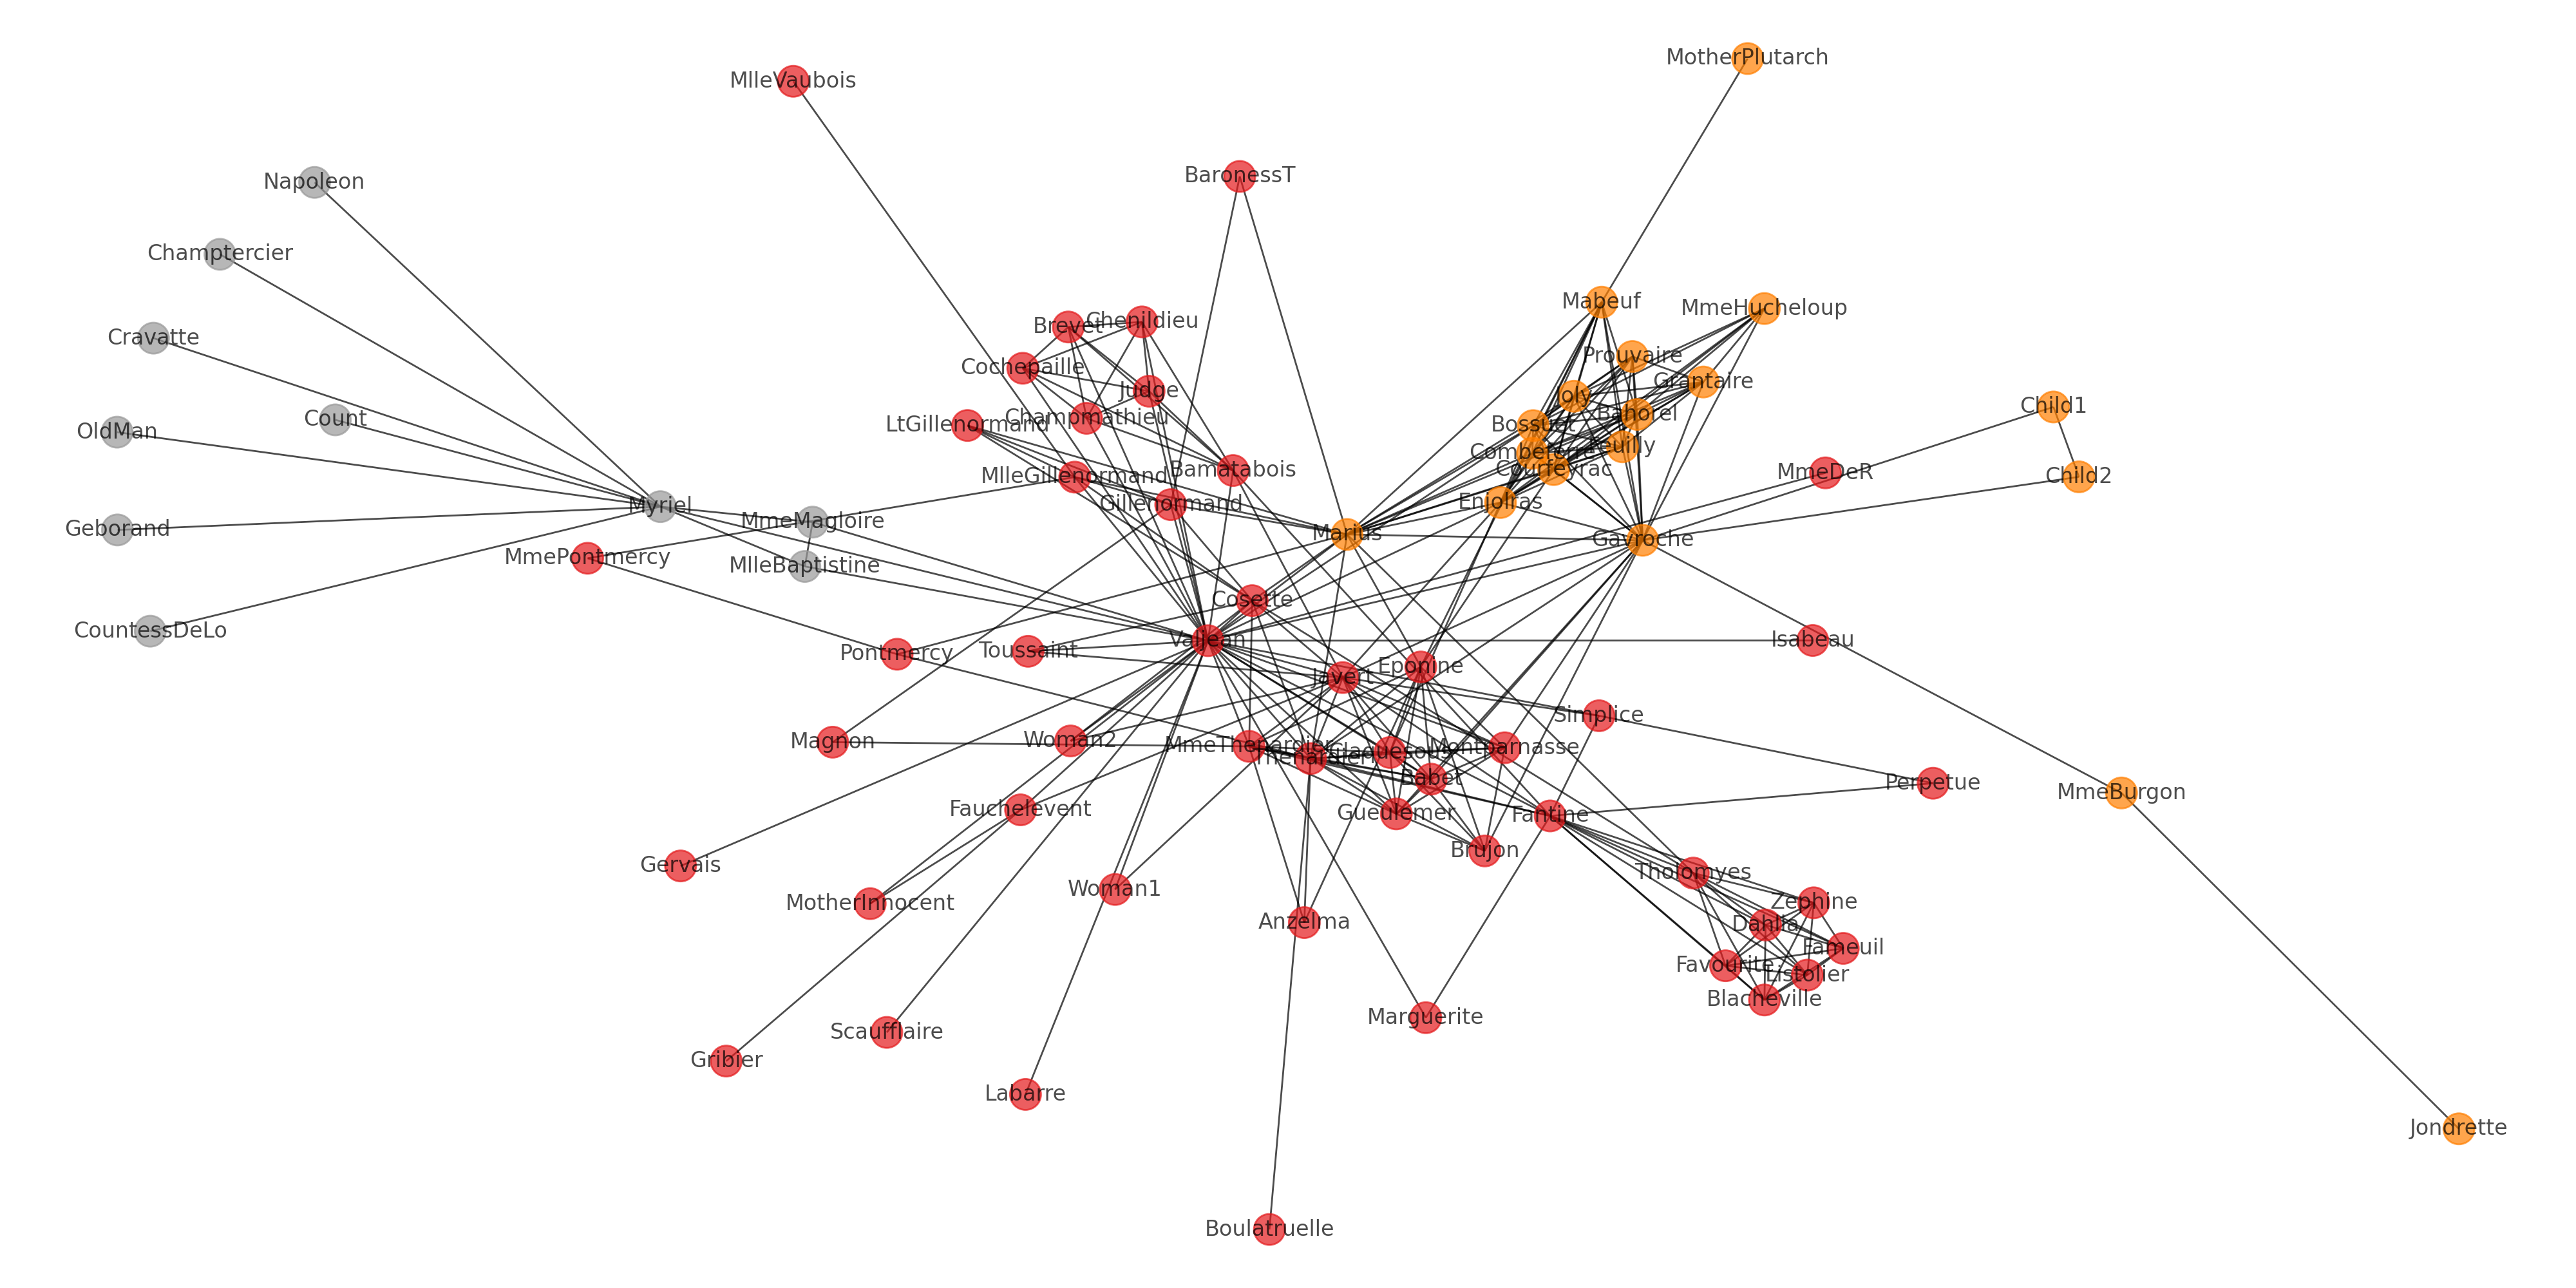 MotherPlutarch
MlleVaubois
BaronessT
Napoleon
Champtercier
Mabeuf
MmeHucheloup
Chenildieu
Brevet
Cravatte
Prouvaire
Cochepaille
Grantaire
Judge
Joly
Child1
Bahorel
Count
Champmathieu
LtGillenormand
Bossuet
OldMan
Feuilly
Combeferre
Courfeyrac
Bamatabois
MmeDeR
MlleGillenormand
Child2
Enjolras
Gillenormand
Myriel
MmeMagloire
Geborand
Marius
Gavroche
MmePontmercy
MlleBaptistine
Cosette
CountessDeLo
Valjean
Isabeau
Toussaint
Pontmercy
Eponine
Javert
Simplice
Woman2
Magnon
MmeThenardier
Montparnasse
Claquesous
Thenardier
Babet
Perpetue
MmeBurgon
Fauchelevent
Gueulemer
Fantine
Brujon
Gervais
Tholomyes
Woman1
Zephine
MotherInnocent
Anzelma
Dahlia
Fameuil
Favourite
Listolier
Blacheville
Marguerite
Scaufflaire
Gribier
Labarre
Jondrette
Boulatruelle